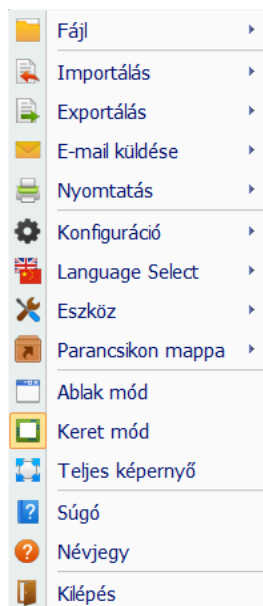 Fájl
Importálás
Exportálás
E-mail küldése
Nyomtatás
Konfiguráció
Language Select
Eszköz
Parancsikon mappa
Ablak mód
Keret mód
Teljes képernyő
Súgó
Névjegy
Kilépés